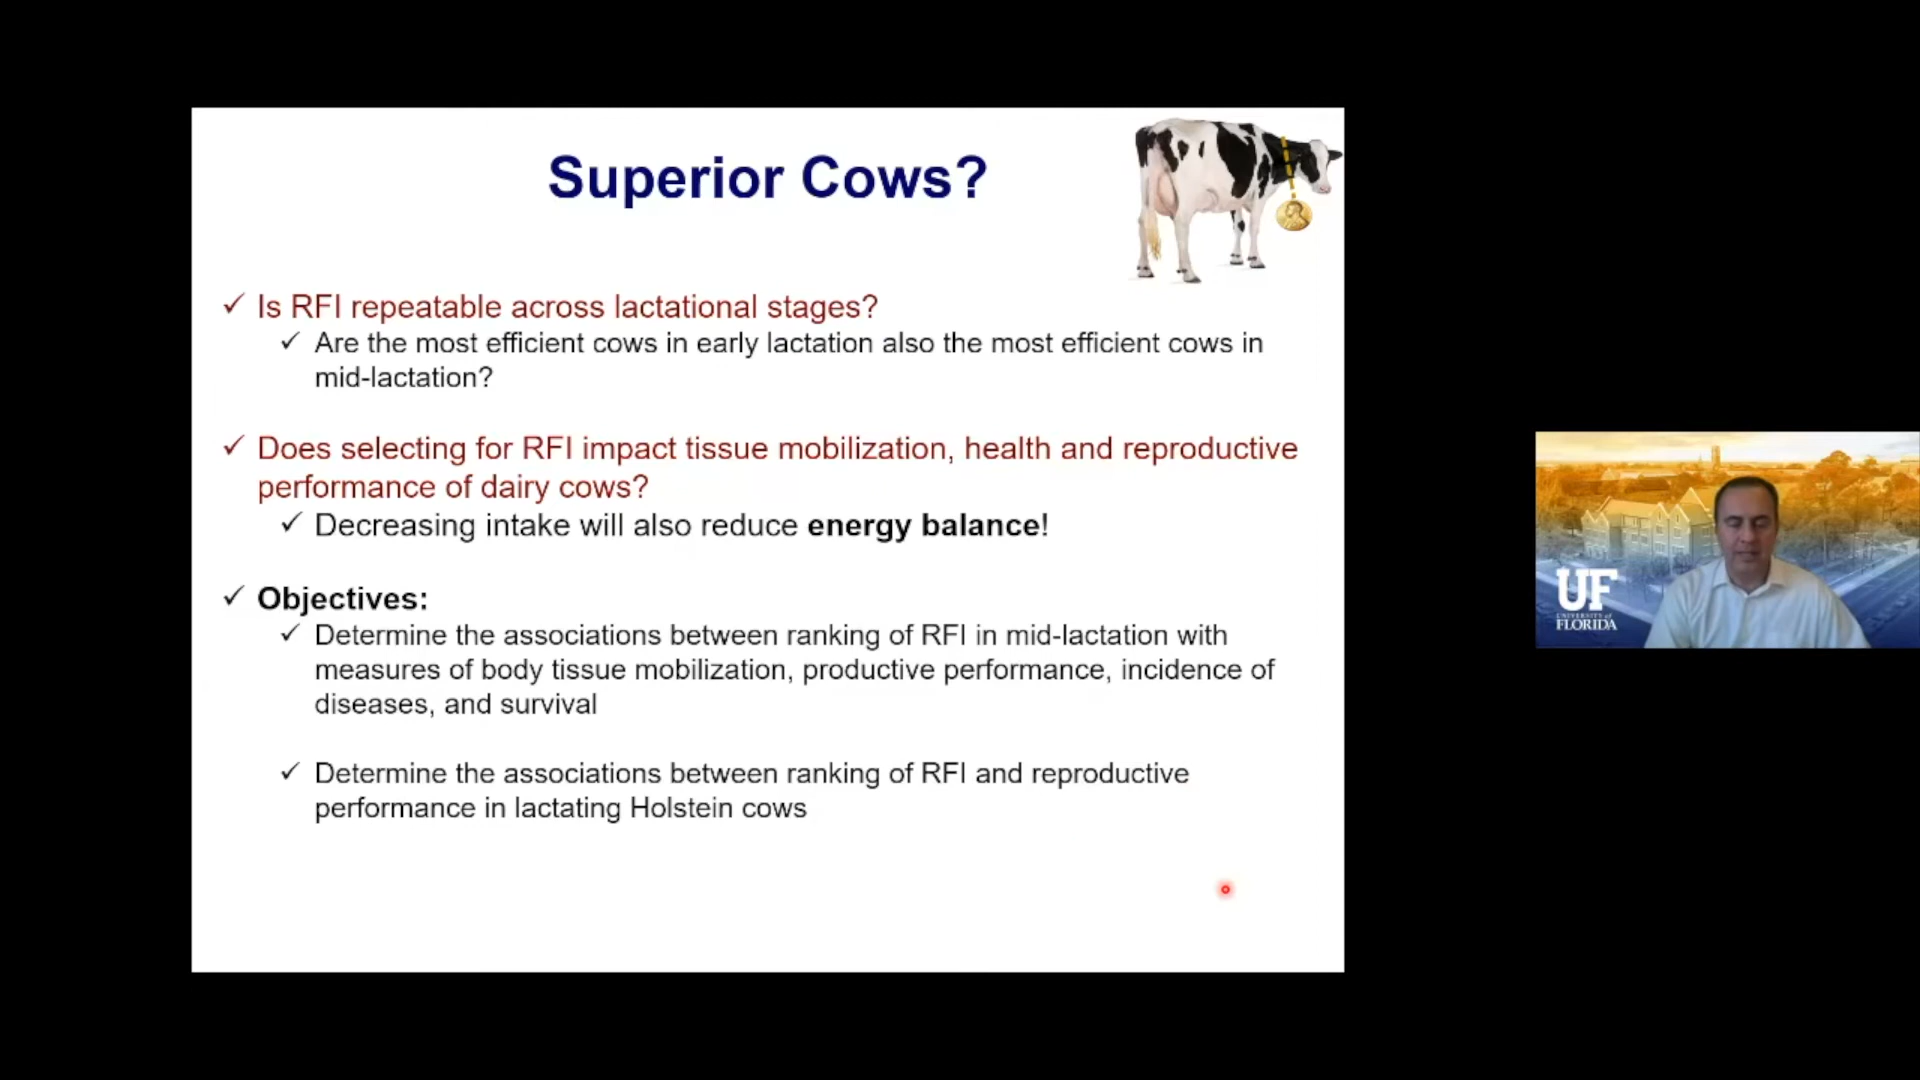 Superior Cows?
✓ Is RFI repeatable across lactational stages?
✓ Are the most efficient cows in early lactation also the most efficient cows in
mid-lactation?
✓ Does selecting for RFI impact tissue mobilization, health and reproductive
performance of dairy cows?
✓ Decreasing intake will also reduce energy balance!
✓ Objectives:
✓ Determine the associations between ranking of RFI in mid-lactation with
measures of body tissue mobilization, productive performance, incidence of
diseases, and survival
✓ Determine the associations between ranking of RFI and reproductive
performance in lactating Holstein cows
UF
UNIVERSITY of
FLORIDA